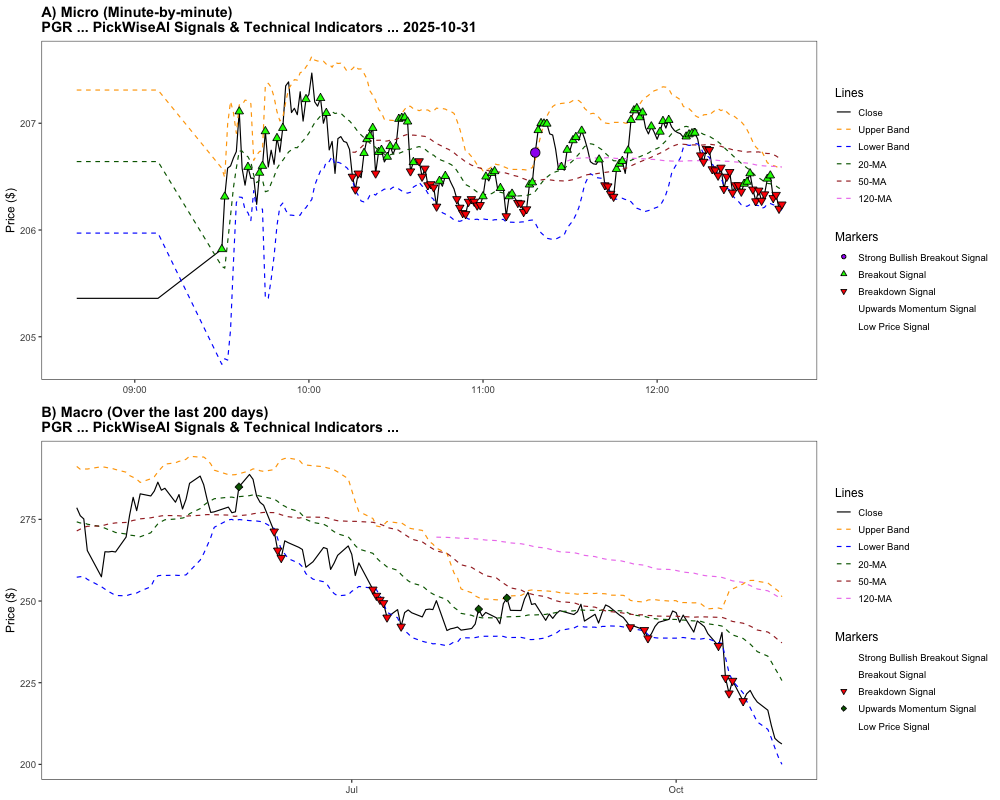 A) Micro (Minute-by-minute)
PGR ... PickWiseAI Signals & Technical Indicators ... 2025-10-31
Price ($)
207
206
205
09:00
10:00
11:00
12:00
Lines
Close
Upper Band
Lower Band
20-MA
50-MA
120-MA
Markers
Strong Bullish Breakout Signal
Breakout Signal
Breakdown Signal
Upwards Momentum Signal
Low Price Signal
B) Macro (Over the last 200 days)
PGR ... PickWiseAI Signals & Technical Indicators ...
Price ($)
275
250
225
200
Jul
Oct
Lines
Close
Upper Band
Lower Band
20-MA
50-MA
120-MA
Markers
Strong Bullish Breakout Signal
Breakout Signal
Breakdown Signal
Upwards Momentum Signal
Low Price Signal